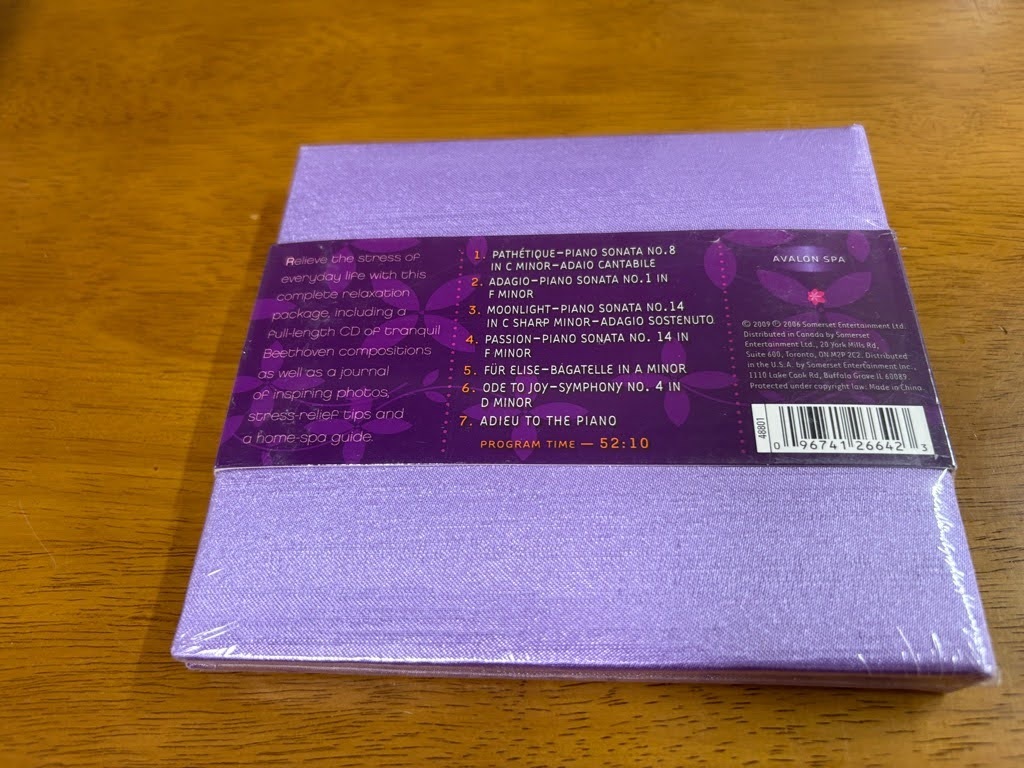 Relieve the stress of
everyday life with this
complete relaxation
package, including a
full-length CD of tranquil
Beethoven compositions
as well as a journal
of inspiring photos,
stress-relief tips and
a home-spa guide.
1. PATHÉTIQUE–PIANO SONATA NO.8
IN C MINOR–ADAIO CANTABILE
2. ADAGIO–PIANO SONATA NO.1 IN
F MINOR
3. MOONLIGHT–PIANO SONATA NO.14
IN C SHARP MINOR–ADAGIO SOSTENUTO
4. PASSION–PIANO SONATA NO. 14 IN
F MINOR
5. FÜR ELISE–BAGATELLE IN A MINOR
6. ODE TO JOY–SYMPHONY NO. 4 IN
D MINOR
7. ADIEU TO THE PIANO
PROGRAM TIME — 52:10
AVALON SPA
© 2009 ℗ 2006 Somerset Entertainment Ltd.
Distributed in Canada by Somerset
Entertainment Ltd., 20 York Mills Rd,
Suite 600, Toronto, ON M2P 2C2. Distributed
in the U.S.A. by Somerset Entertainment Inc.,
1110 Lake Cook Rd, Buffalo Grove IL 60089
Protected under copyright law. Made in China.
48801
0 96741 26642 3